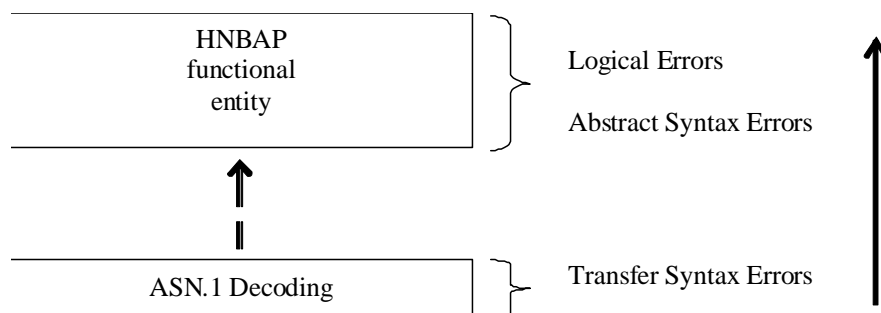 HNBAP
functional
entity
Logical Errors
Abstract Syntax Errors
ASN.1 Decoding
Transfer Syntax Errors